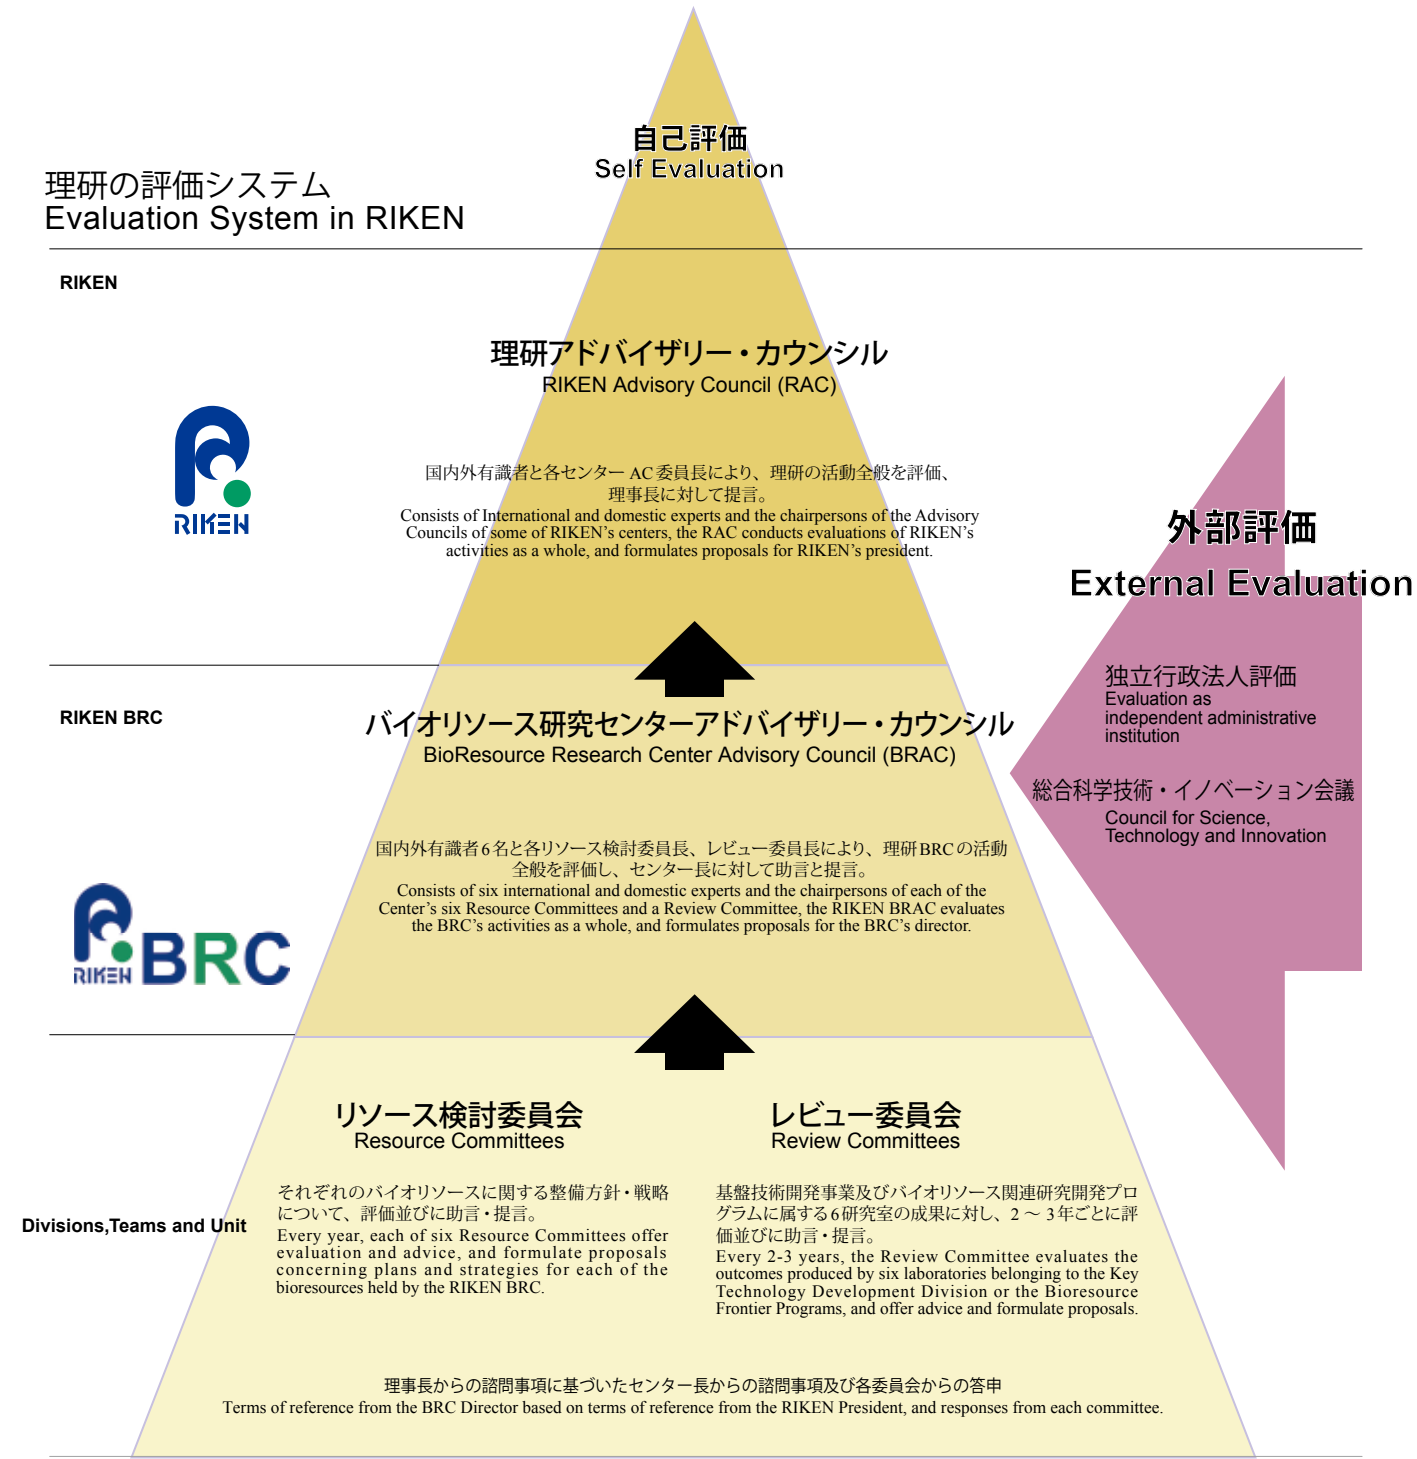 自己評価
Self Evaluation
理研の評価システム
Evaluation System in RIKEN
RIKEN
理研アドバイザリー・カウンシル
RIKEN Advisory Council (RAC)
RIKEN
国内外有識者と各センター AC 委員長により、理研の活動全般を評価、
理事長に対して提言。
Consists of International and domestic experts and the chairpersons of the Advisory
Councils of some of RIKEN's centers, the RAC conducts evaluations of RIKEN's
activities as a whole, and formulates proposals for RIKEN's president.
外部評価
External Evaluation
独立行政法人評価
Evaluation as
independent administrative
institution
総合科学技術・イノベーション会議
Council for Science,
Technology and Innovation
RIKEN BRC
バイオリソース研究センターアドバイザリー・カウンシル
BioResource Research Center Advisory Council (BRAC)
RIKEN BRC
国内外有識者6名と各リソース検討委員長、レビュー委員長により、理研BRCの活動
全般を評価し、センター長に対して助言と提言。
Consists of six international and domestic experts and the chairpersons of each of the
Center's six Resource Committees and a Review Committee, the RIKEN BRAC evaluates
the BRC's activities as a whole, and formulates proposals for the BRC's director.
Divisions,Teams and Unit
リソース検討委員会
Resource Committees
それぞれのバイオリソースに関する整備方針・戦略
について、評価並びに助言・提言。
Every year, each of six Resource Committees offer
evaluation and advice, and formulate proposals
concerning plans and strategies for each of the
bioresources held by the RIKEN BRC.
レビュー委員会
Review Committees
基盤技術開発事業及びバイオリソース関連研究開発プロ
グラムに属する6研究室の成果に対し、2 ～ 3年ごとに評
価並びに助言・提言。
Every 2-3 years, the Review Committee evaluates the
outcomes produced by six laboratories belonging to the Key
Technology Development Division or the Bioresource
Frontier Programs, and offer advice and formulate proposals.
理事長からの諮問事項に基づいたセンター長からの諮問事項及び各委員会からの答申
Terms of reference from the BRC Director based on terms of reference from the RIKEN President, and responses from each committee.